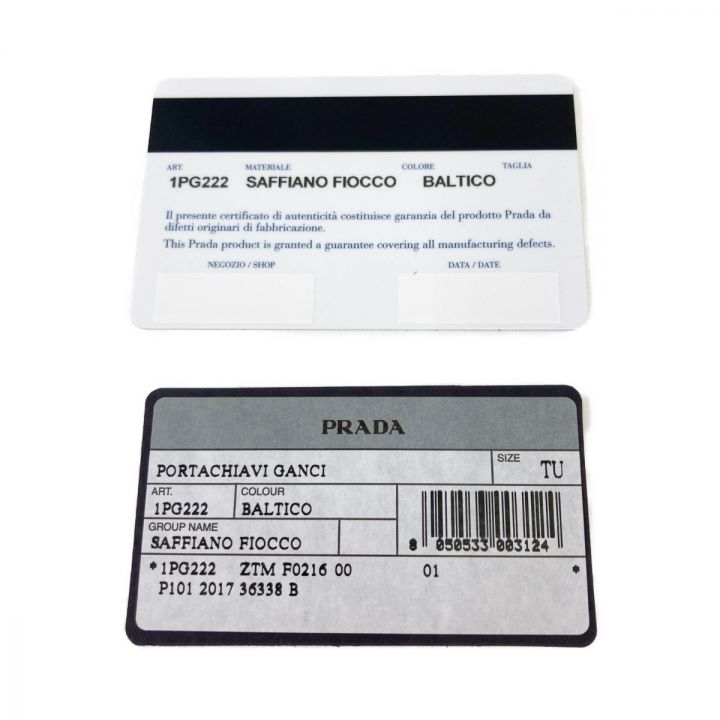 ART. MATERIALE COLORE TAGLIA
1PG222 SAFFIANO FIOCCO BALTICO
Il presente certificato di autenticità costituisce garanzia del prodotto Prada da
difetti originari di fabbricazione.
This Prada product is granted a guarantee covering all manufacturing defects.
NEGOZIO / SHOP DATA / DATE
PRADA
PORTACHIAVI GANCI SIZE TU
ART. COLOUR
1PG222 BALTICO
GROUP NAME
SAFFIANO FIOCCO
8 050533 003124
*1PG222 ZTM F0216 00 01 *
P101 2017 36338 B